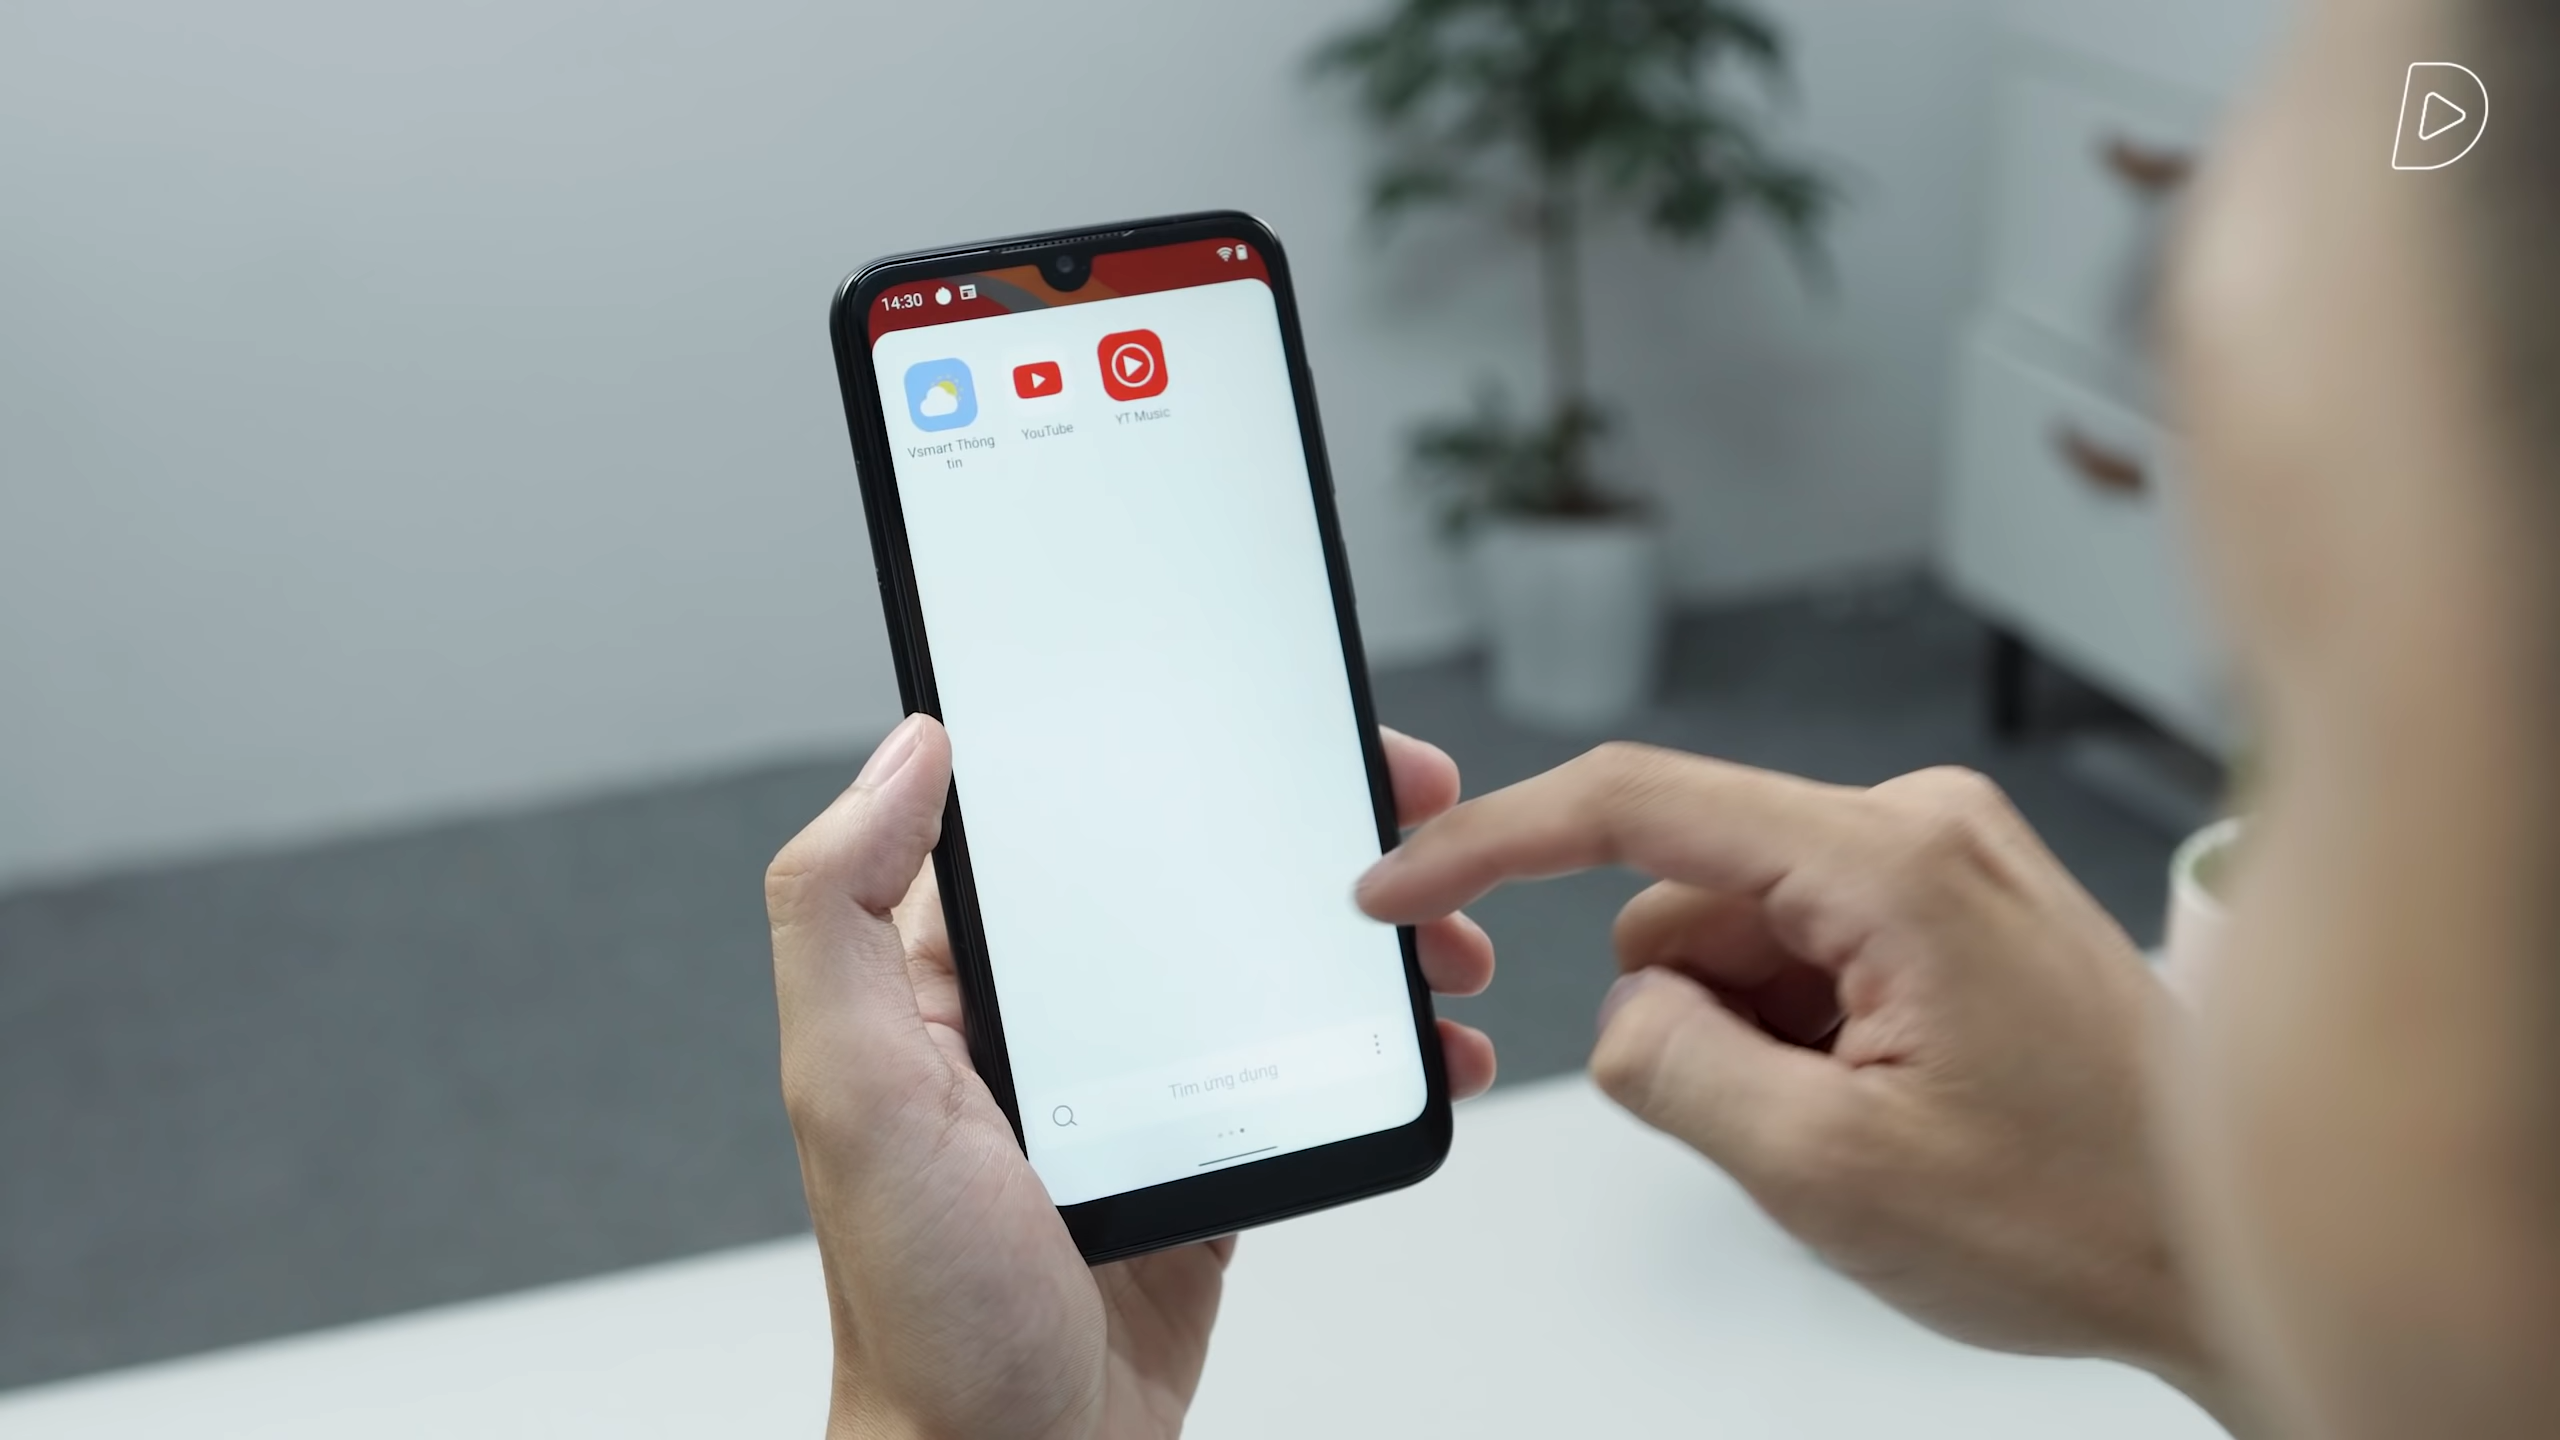 14:30
Vsmart Thông
tin
YouTube
YT Music
Tìm ứng dụng